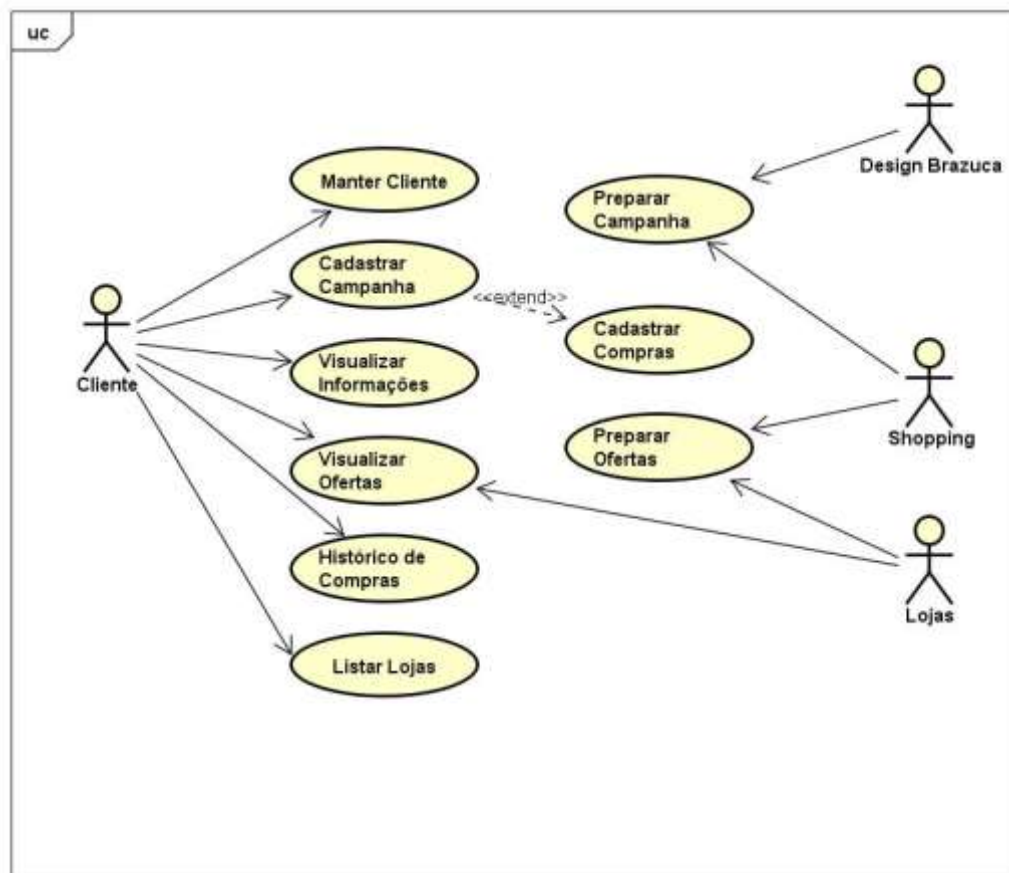 uc
Design Brazuca
Manter Cliente
Preparar
Campanha
Cadastrar
Campanha
<<extend>>
Cadastrar
Compras
Cliente
Visualizar
Informações
Shopping
Preparar
Ofertas
Visualizar
Ofertas
Histórico de
Compras
Lojas
Listar Lojas